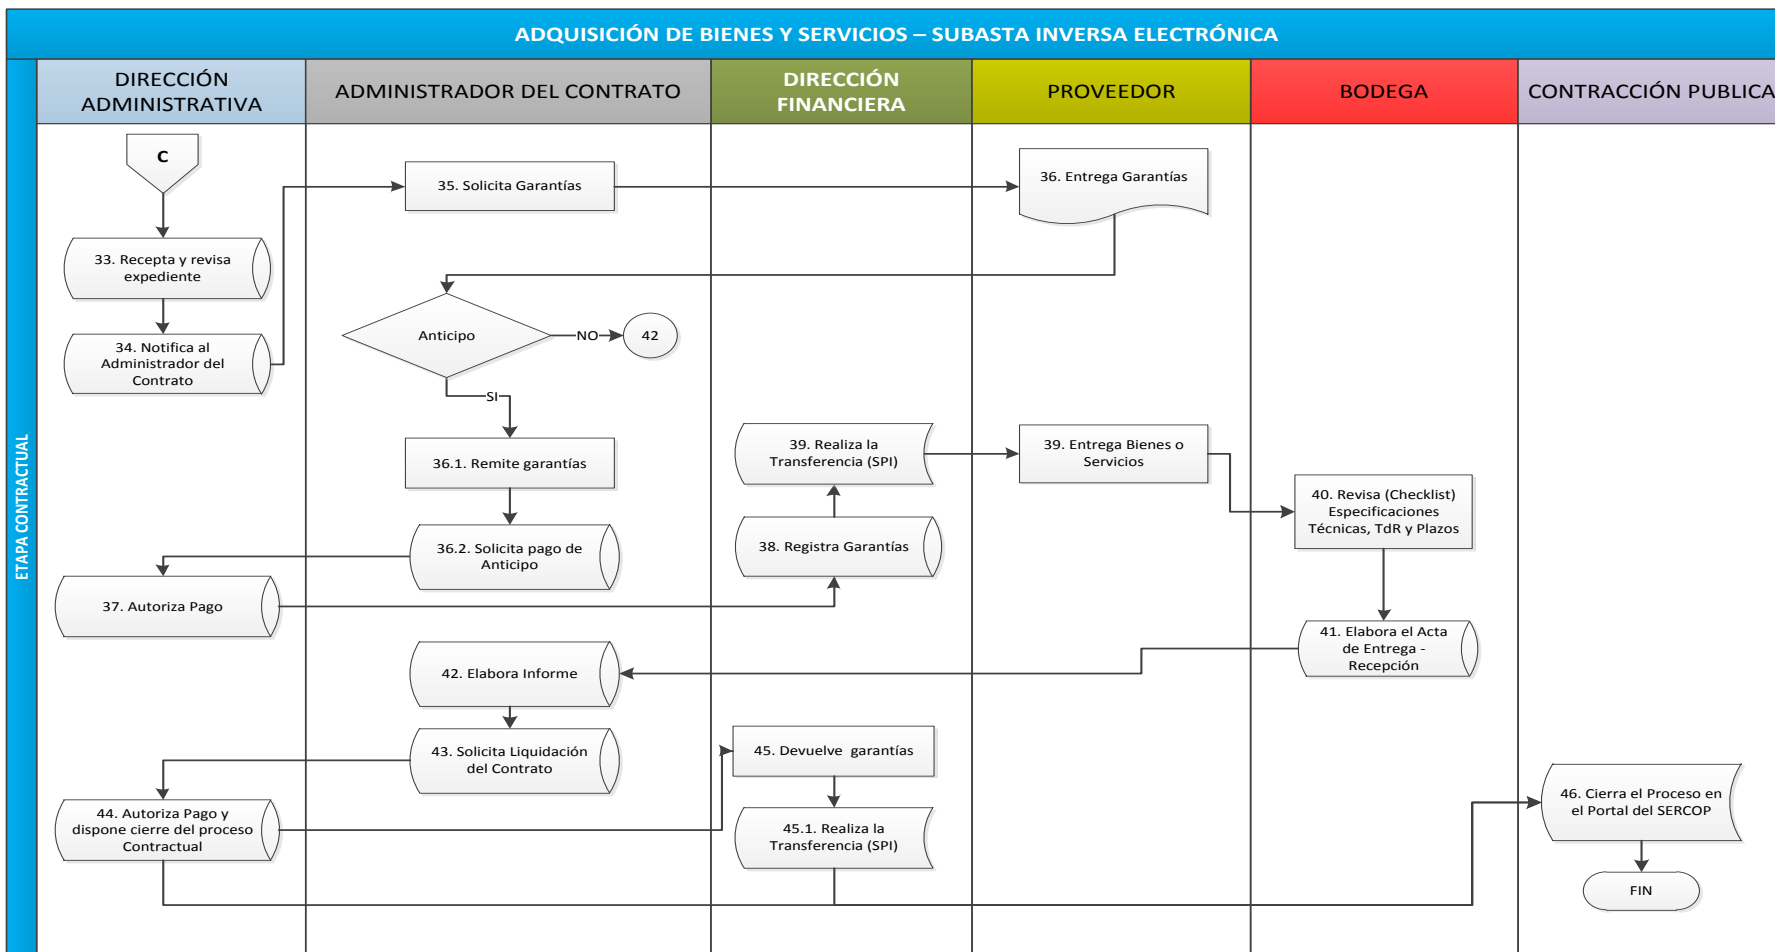 ADQUISICIÓN DE BIENES Y SERVICIOS – SUBASTA INVERSA ELECTRÓNICA
ETAPA CONTRACTUAL
DIRECCIÓN
ADMINISTRATIVA
ADMINISTRADOR DEL CONTRATO
DIRECCIÓN
FINANCIERA
PROVEEDOR
BODEGA
CONTRACCIÓN PUBLICA
C
35. Solicita Garantías
36. Entrega Garantías
33. Recepta y revisa
expediente
34. Notifica al
Administrador del
Contrato
Anticipo
NO
42
SI
36.1. Remite garantías
39. Realiza la
Transferencia (SPI)
39. Entrega Bienes o
Servicios
40. Revisa (Checklist)
Especificaciones
Técnicas, TdR y Plazos
36.2. Solicita pago de
Anticipo
38. Registra Garantías
37. Autoriza Pago
41. Elabora el Acta
de Entrega -
Recepción
42. Elabora Informe
43. Solicita Liquidación
del Contrato
45. Devuelve garantías
44. Autoriza Pago y
dispone cierre del proceso
Contractual
45.1. Realiza la
Transferencia (SPI)
46. Cierra el Proceso en
el Portal del SERCOP
FIN